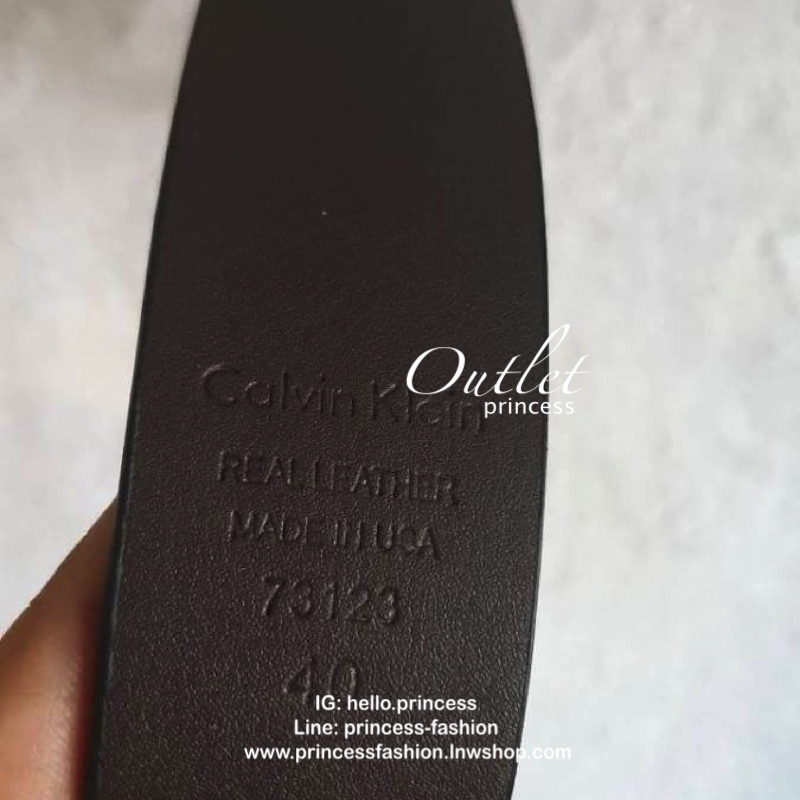 Calvin Klein
Outlet
princess
REAL LEATHER
MADE IN USA
73123
40
IG: hello.princess
Line: princess-fashion
www.princessfashion.lnwshop.com